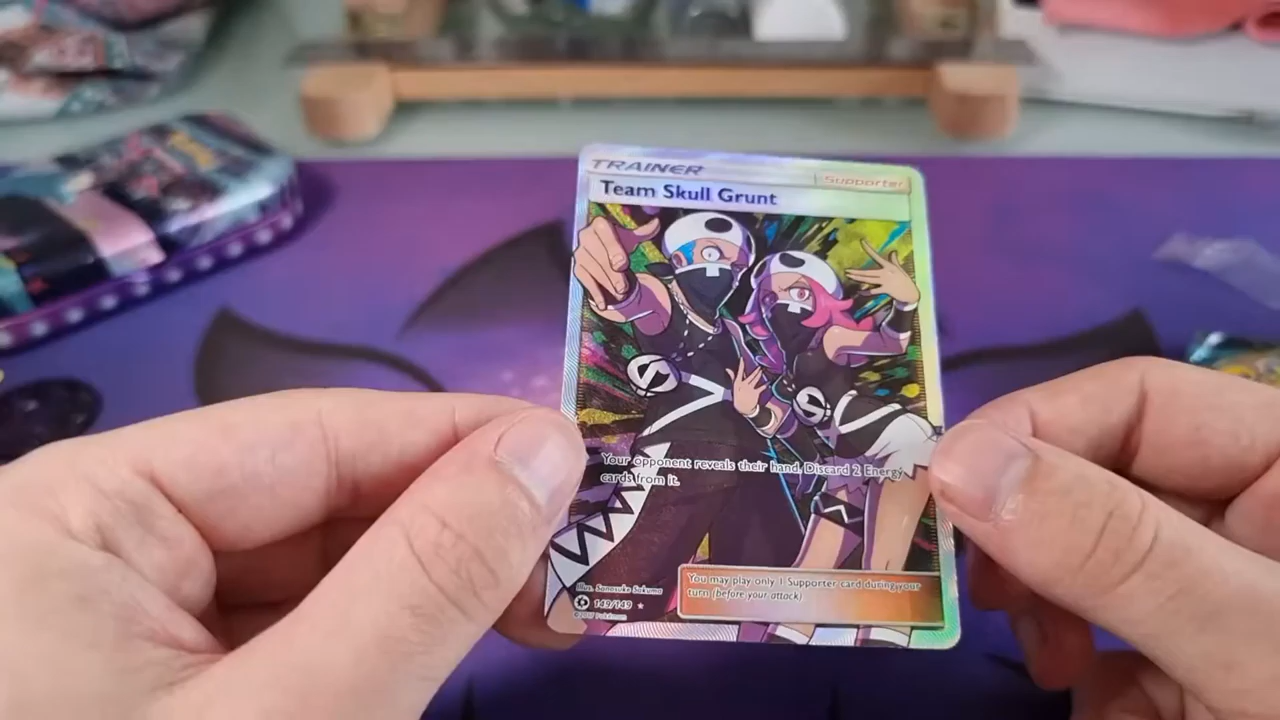 TRAINER
Supporter
Team Skull Grunt
Your opponent reveals their hand. Discard 2 Energy
cards from it.
Illus. Sanosuke Sakuma
149/149
©2017 Pokémon
You may play only 1 Supporter card during your
turn (before your attack).